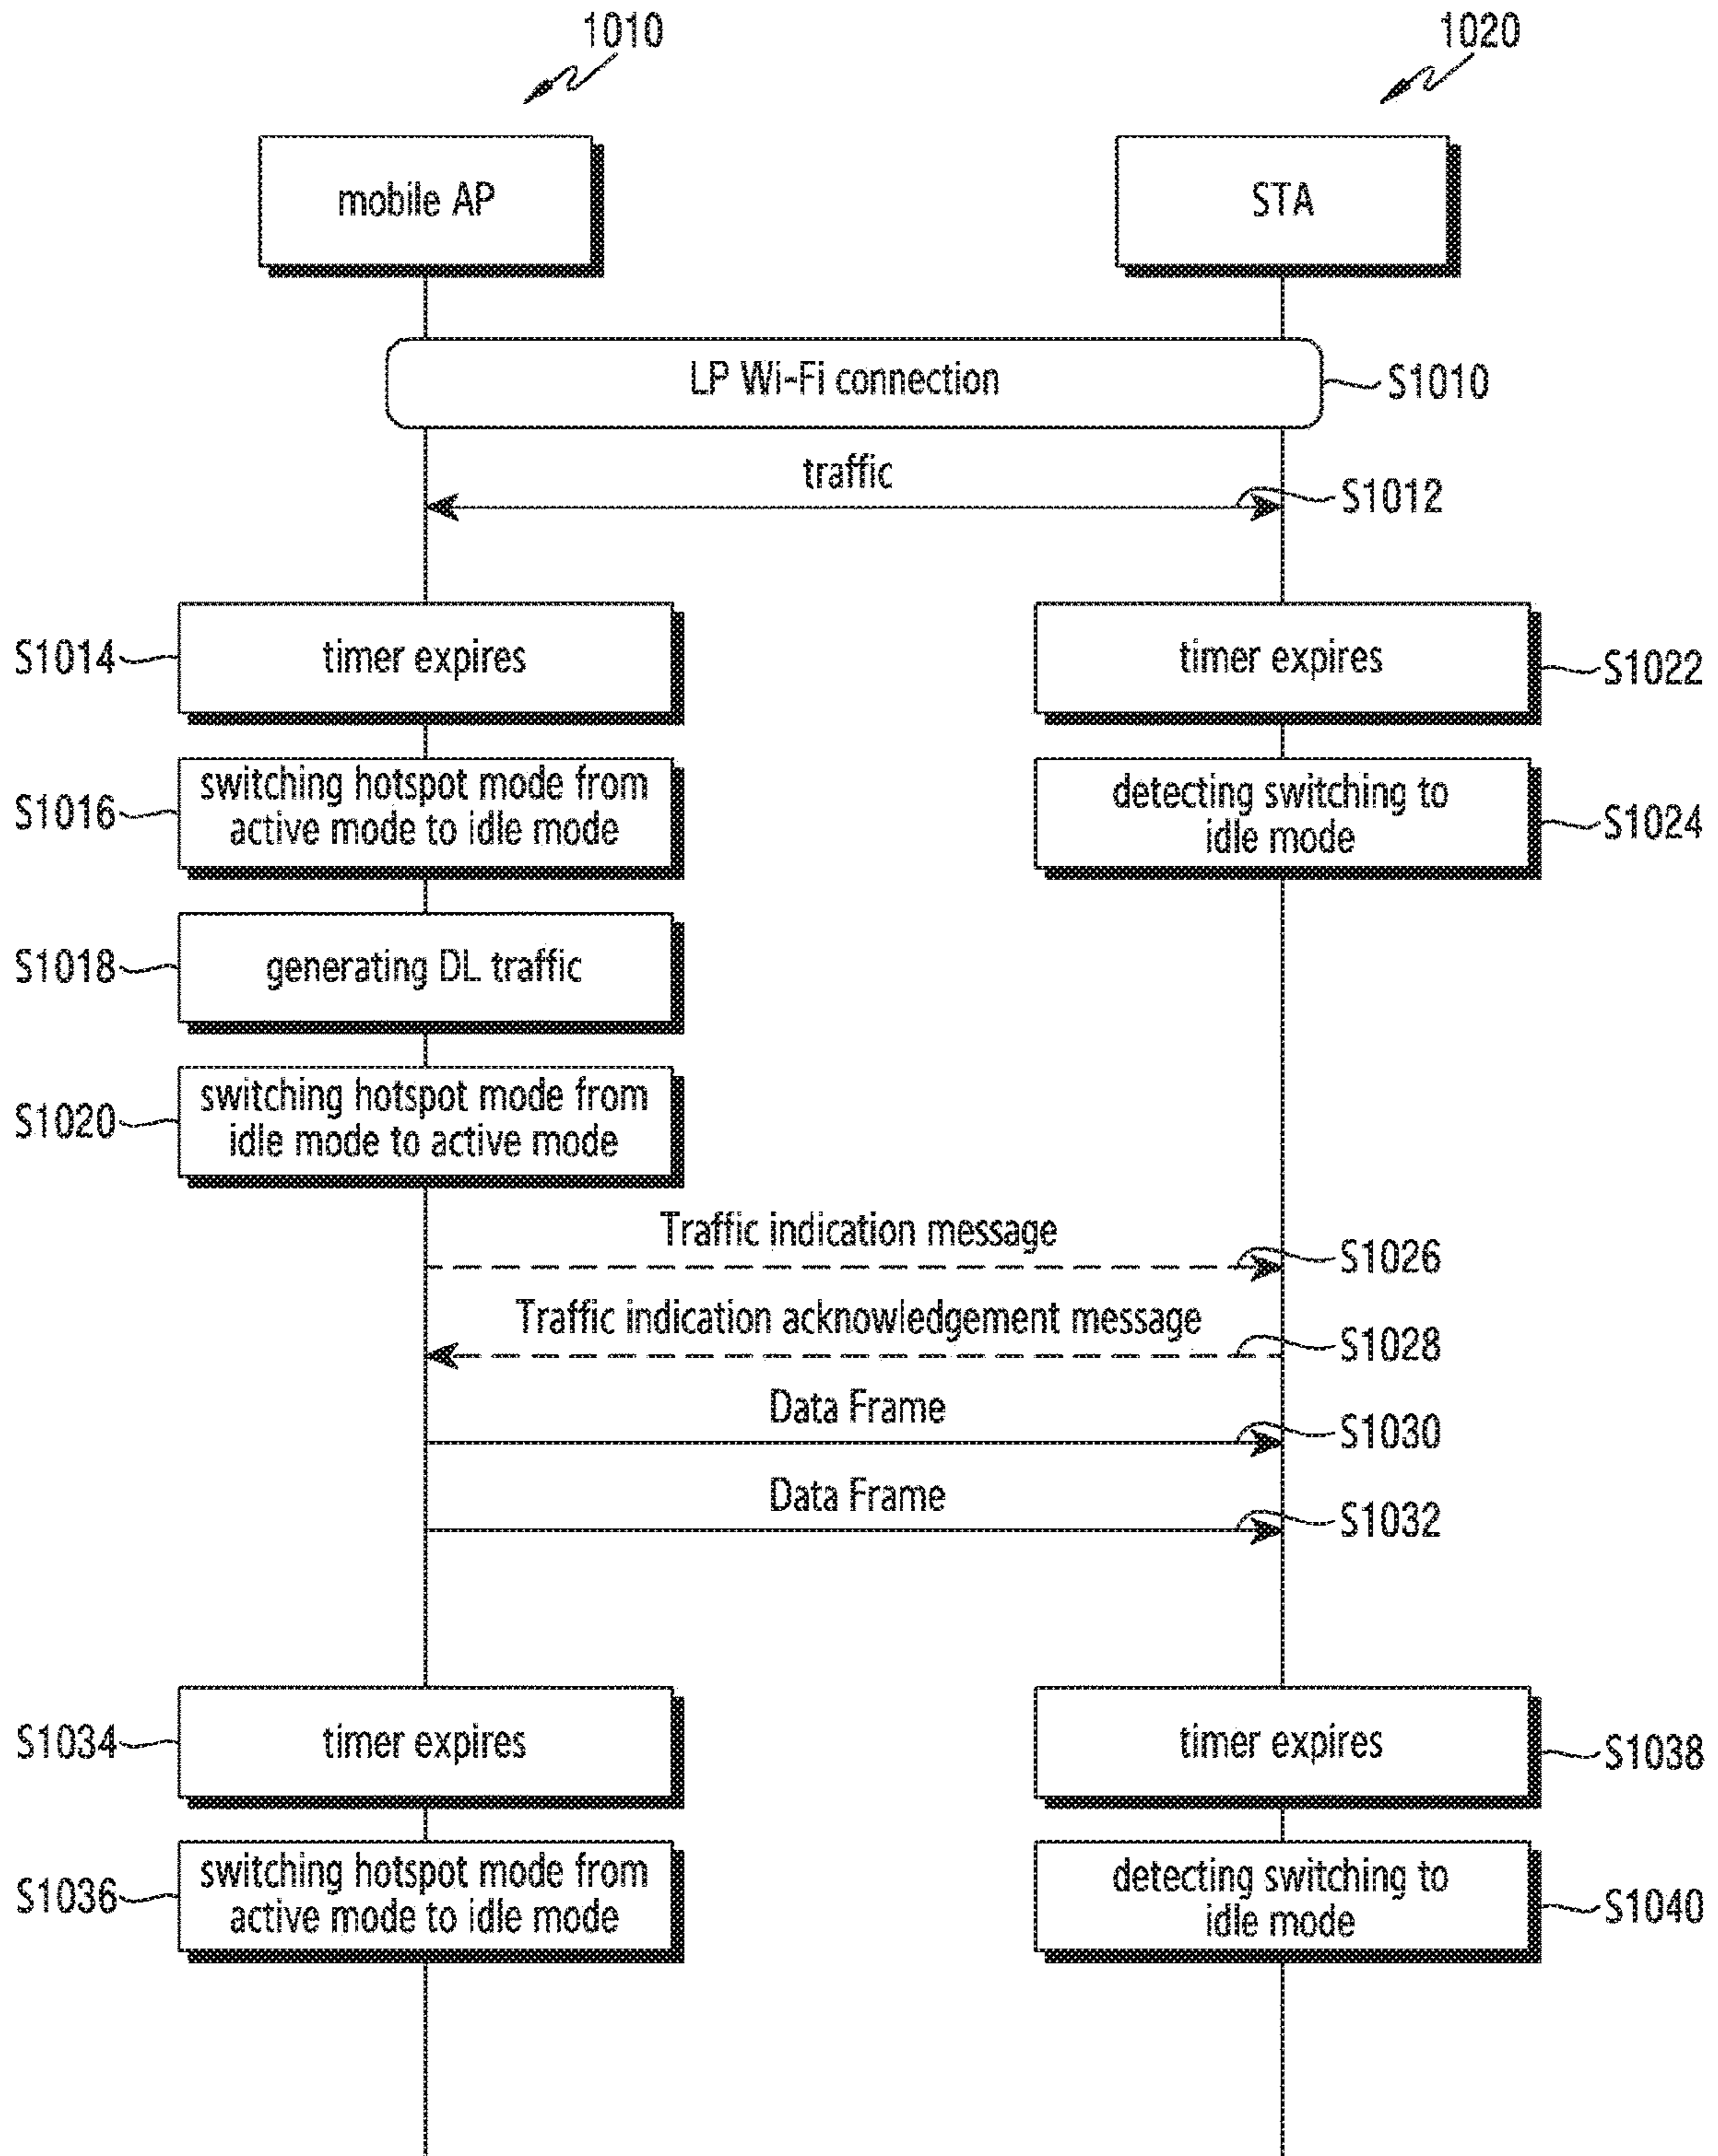 1010
1020
mobile AP
STA
LP Wi-Fi connection
S1010
traffic
S1012
S1014
timer expires
timer expires
S1022
S1016
switching hotspot mode from
active mode to idle mode
detecting switching to
idle mode
S1024
S1018
generating DL traffic
S1020
switching hotspot mode from
idle mode to active mode
Traffic indication message
S1026
Traffic indication acknowledgement message
S1028
Data Frame
S1030
Data Frame
S1032
S1034
timer expires
timer expires
S1038
S1036
switching hotspot mode from
active mode to idle mode
detecting switching to
idle mode
S1040